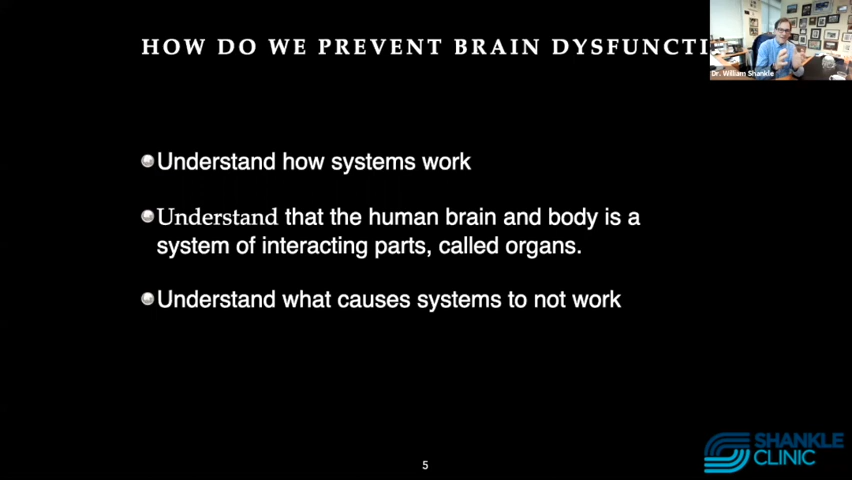 HOW DO WE PREVENT BRAIN DYSFUNCTI
Dr. William Shankle
Understand how systems work
Understand that the human brain and body is a
system of interacting parts, called organs.
Understand what causes systems to not work
5
SHANKLE
CLINIC